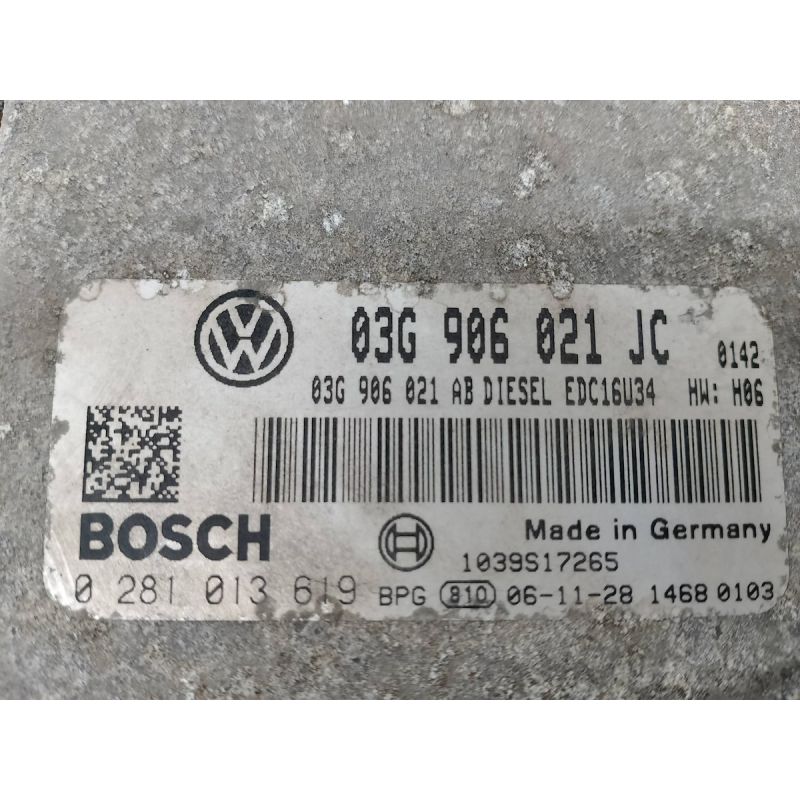 03G 906 021 JC 0142
03G 906 021 AB DIESEL EDC16U34 HW: H06
BOSCH
Made in Germany
1039S17265
0 281 013 619 BPG 810 06-11-28 1468 0103